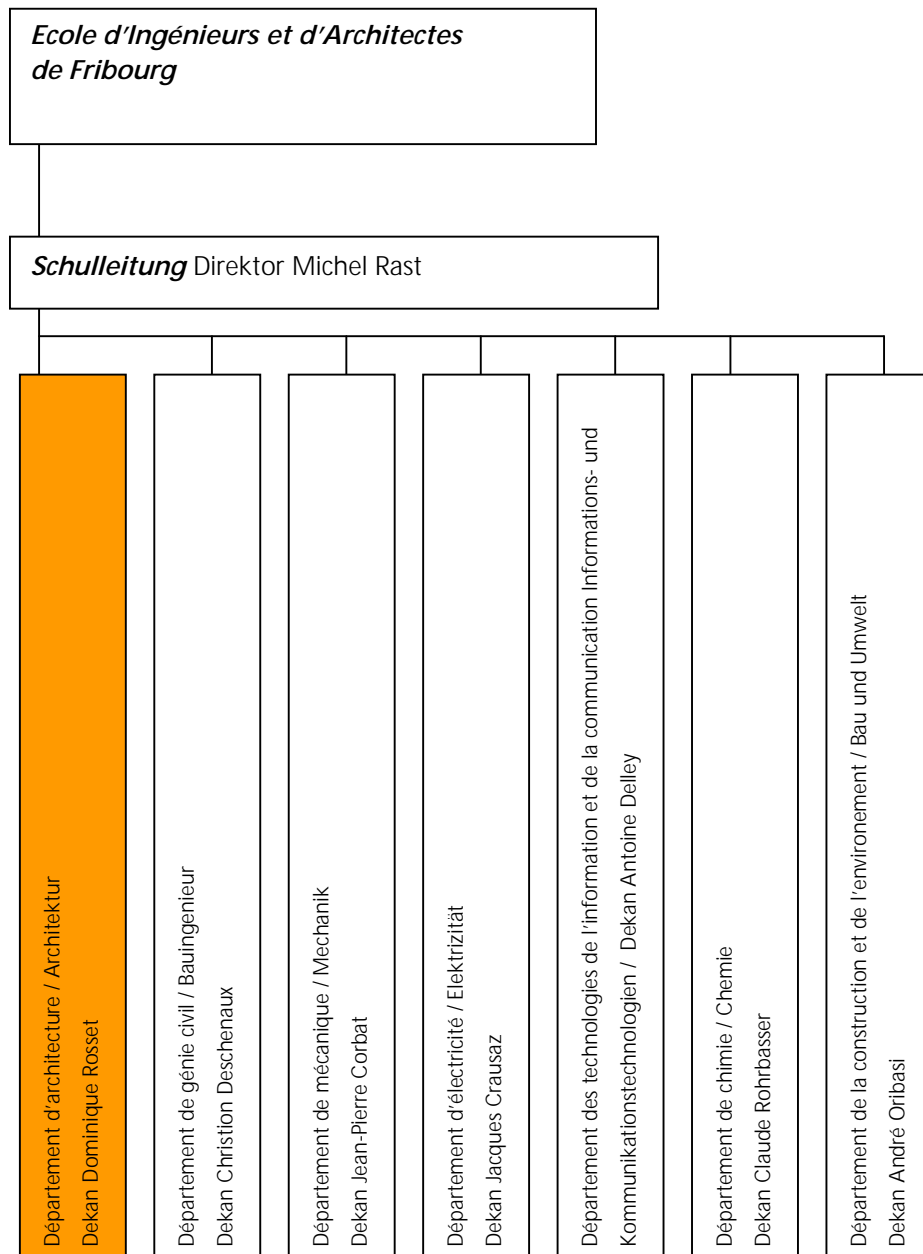 Ecole d'Ingénieurs et d'Architectes
de Fribourg
Schulleitung Direktor Michel Rast
Département d'architecture / Architektur
Dekan Dominique Rosset
Département de génie civil / Bauingenieur
Dekan Christion Deschenaux
Département de mécanique / Mechanik
Dekan Jean-Pierre Corbat
Département d'électricité / Elektrizität
Dekan Jacques Crausaz
Département des technologies de l'information et de la communication Informations- und
Kommunikationstechnologien / Dekan Antoine Delley
Département de chimie / Chemie
Dekan Claude Rohrbasser
Département de la construction et de l'environement / Bau und Umwelt
Dekan André Oribasi